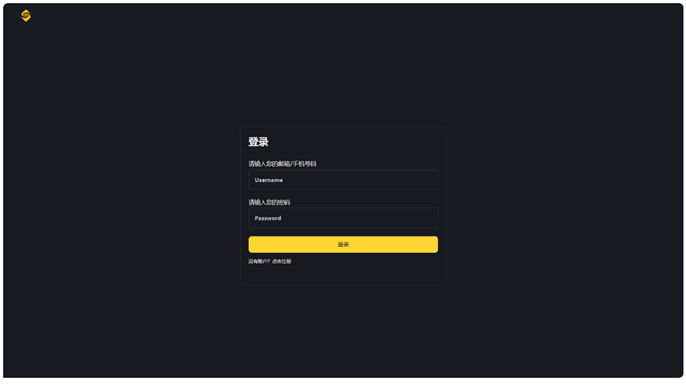 登录
请输入您的邮箱/手机号码
Username
请输入您的密码
Password
登录
没有账户? 点击注册